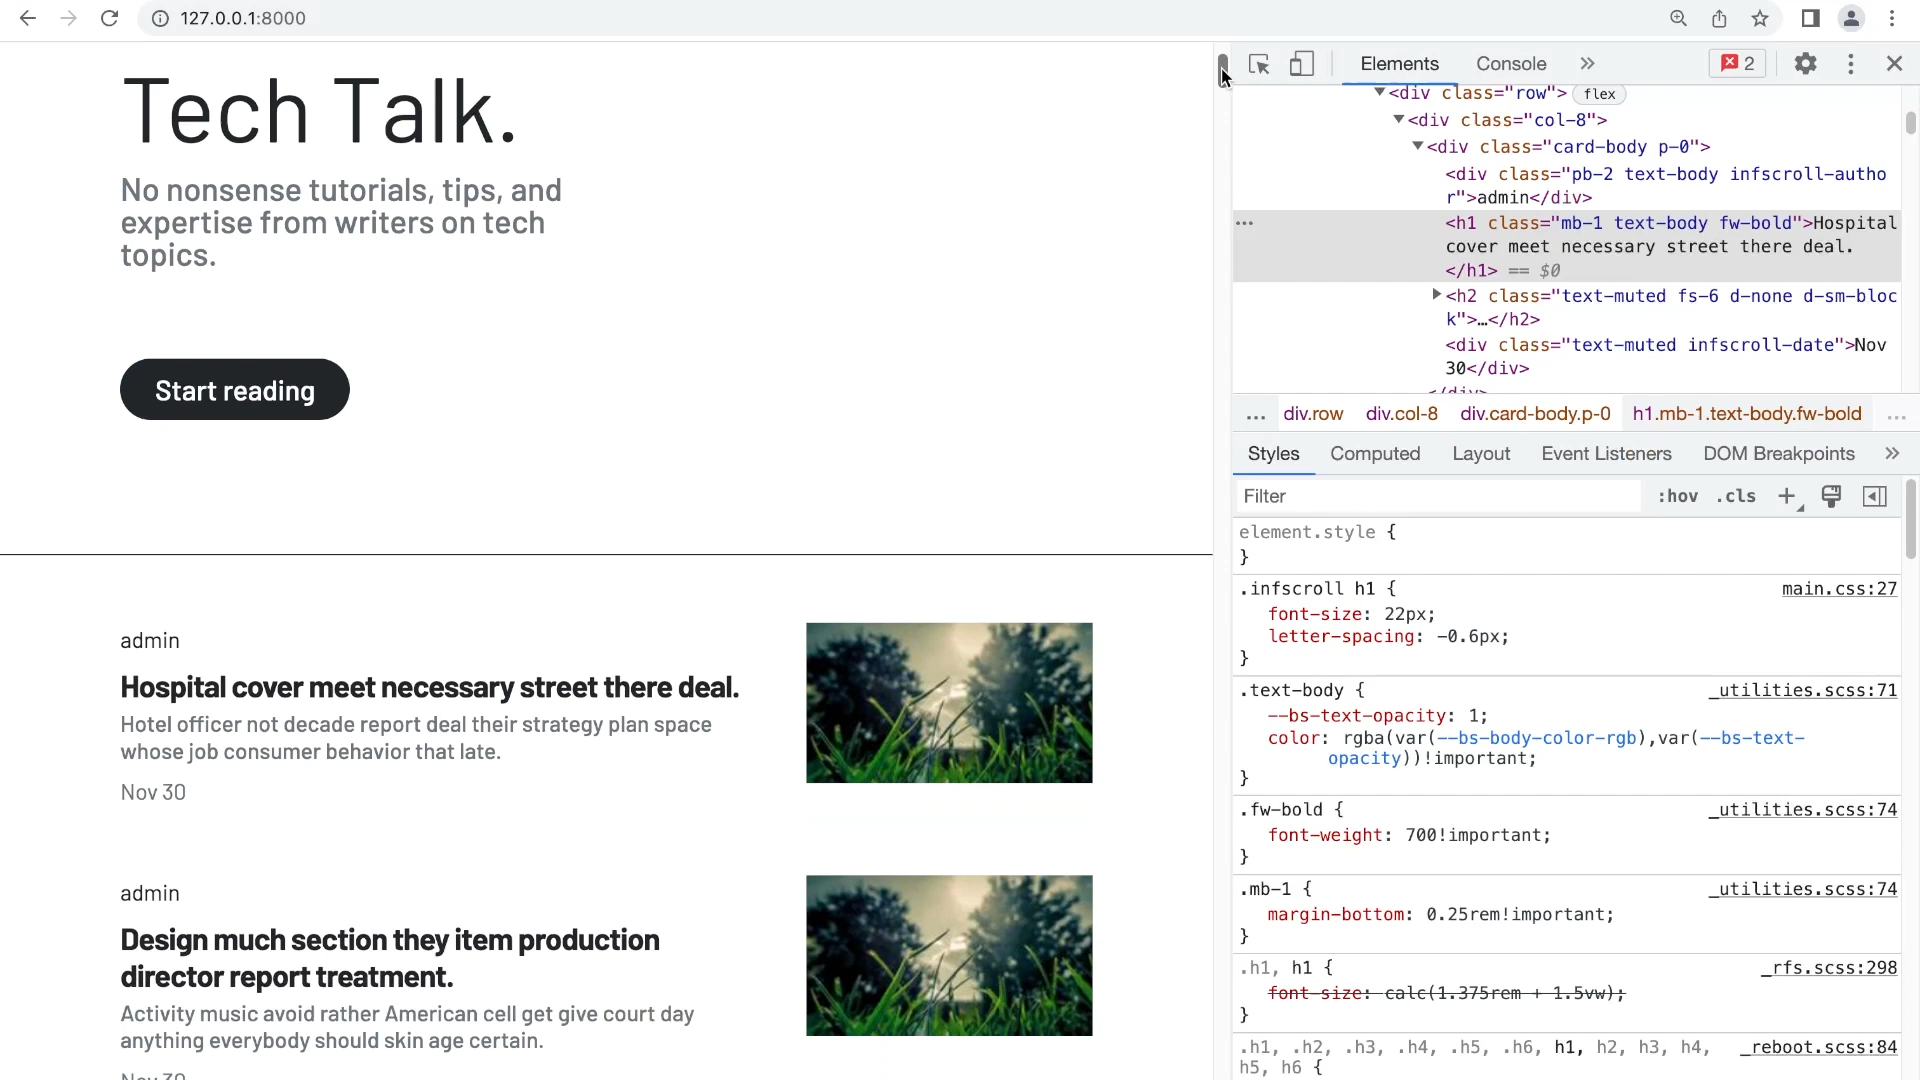 127.0.0.1:8000
Tech Talk.
No nonsense tutorials, tips, and
expertise from writers on tech
topics.
Start reading
admin
Hospital cover meet necessary street there deal.
Hotel officer not decade report deal their strategy plan space
whose job consumer behavior that late.
Nov 30
admin
Design much section they item production
director report treatment.
Activity music avoid rather American cell get give court day
anything everybody should skin age certain.
Nov 30
Elements Console » 2
<div class="row"> flex
<div class="col-8">
<div class="card-body p-0">
<div class="pb-2 text-body infscroll-autho
r">admin</div>
<h1 class="mb-1 text-body fw-bold">Hospital
cover meet necessary street there deal.
</h1> == $0
<h2 class="text-muted fs-6 d-none d-sm-bloc
k">…</h2>
<div class="text-muted infscroll-date">Nov
30</div>
</div>
... div.row div.col-8 div.card-body.p-0 h1.mb-1.text-body.fw-bold ...
Styles Computed Layout Event Listeners DOM Breakpoints »
Filter :hov .cls +
element.style {
}
.infscroll h1 { main.css:27
font-size: 22px;
letter-spacing: -0.6px;
}
.text-body { _utilities.scss:71
--bs-text-opacity: 1;
color: rgba(var(--bs-body-color-rgb),var(--bs-text-
opacity))!important;
}
.fw-bold { _utilities.scss:74
font-weight: 700!important;
}
.mb-1 { _utilities.scss:74
margin-bottom: 0.25rem!important;
}
.h1, h1 { _rfs.scss:298
font-size: calc(1.375rem + 1.5vw);
}
.h1, .h2, .h3, .h4, .h5, .h6, h1, h2, h3, h4, _reboot.scss:84
h5, h6 {